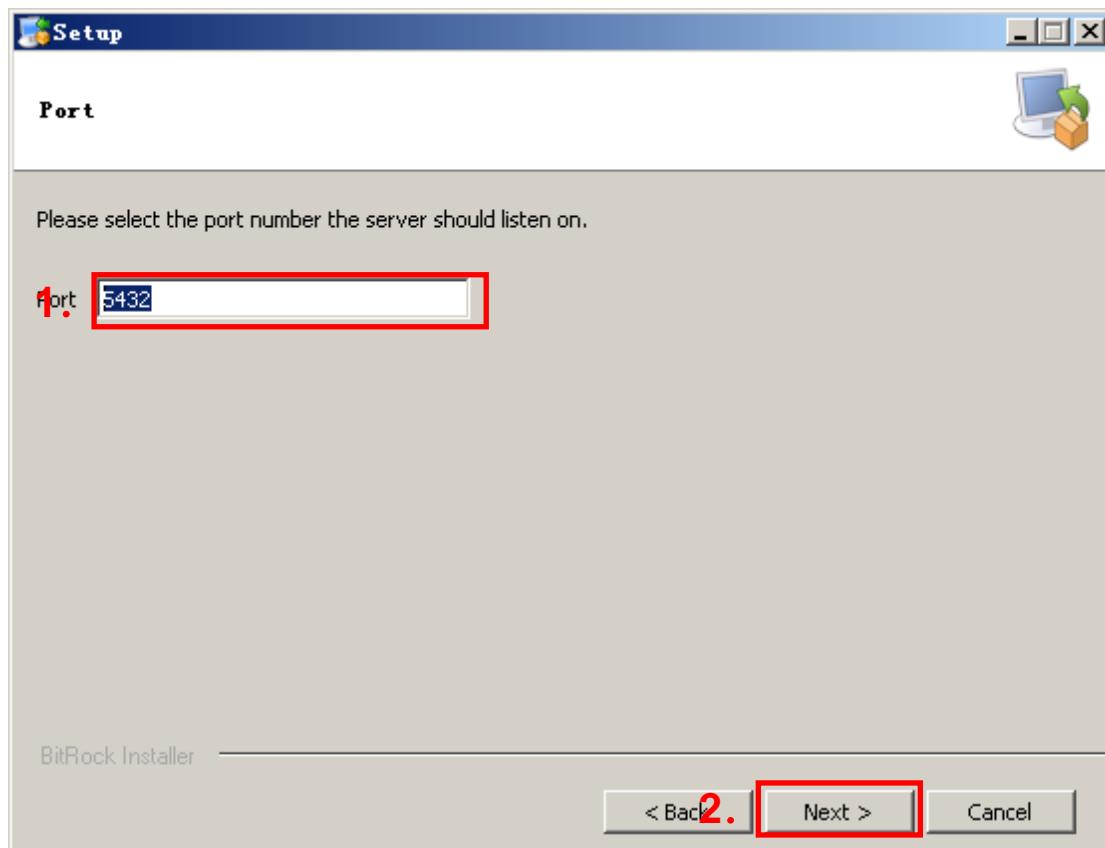 Setup
Port
Please select the port number the server should listen on.
Port 5432
1.
BitRock Installer
< Back
2.
Next >
Cancel